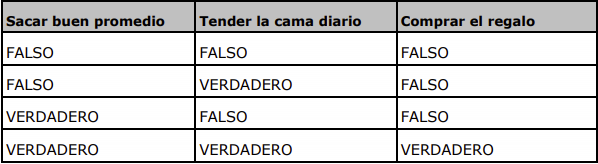 Sacar buen promedio Tender la cama diario Comprar el regalo
FALSO FALSO FALSO
FALSO VERDADERO FALSO
VERDADERO FALSO FALSO
VERDADERO VERDADERO VERDADERO